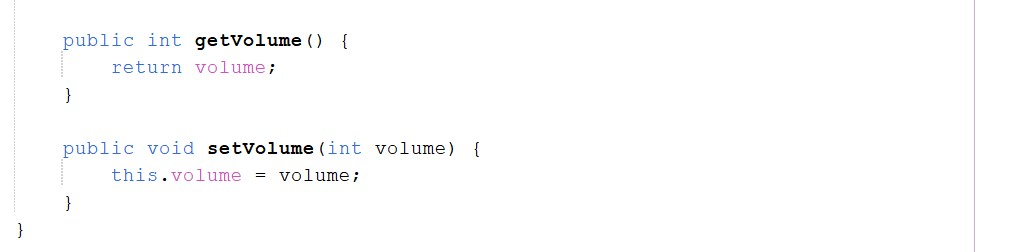 public int getVolume() {
return volume;
}
public void setVolume(int volume) {
this.volume = volume;
}
}